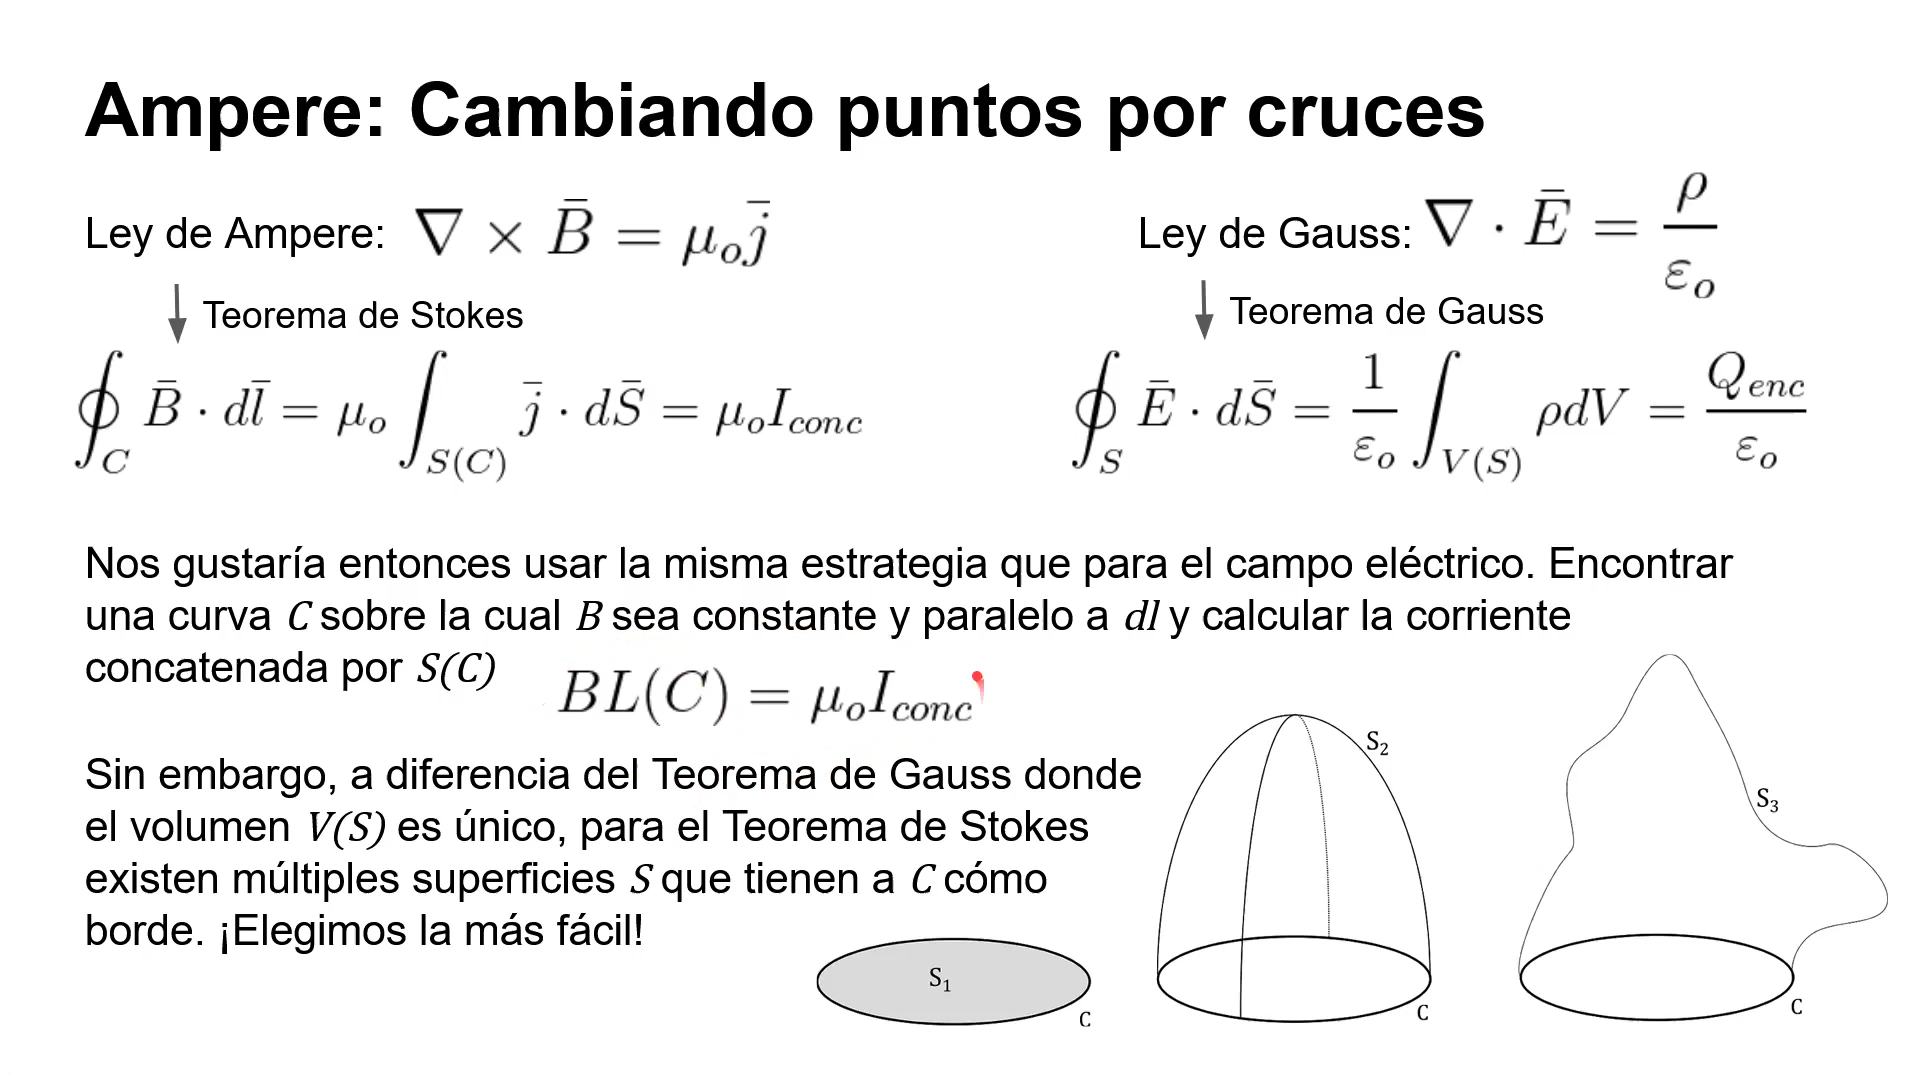 Ampere: Cambiando puntos por cruces
Ley de Ampere: ∇ × B̄ = μₒj̄
Ley de Gauss: ∇ · Ē = ρ/εₒ
Teorema de Stokes
Teorema de Gauss
∮_C B̄ · dl̄ = μₒ ∫_S(C) j̄ · dS̄ = μₒI_conc
∮_S Ē · dS̄ = 1/εₒ ∫_V(S) ρdV = Q_enc/εₒ
Nos gustaría entonces usar la misma estrategia que para el campo eléctrico. Encontrar
una curva C sobre la cual B sea constante y paralelo a dl y calcular la corriente
concatenada por S(C)
BL(C) = μₒI_conc
Sin embargo, a diferencia del Teorema de Gauss donde
el volumen V(S) es único, para el Teorema de Stokes
existen múltiples superficies S que tienen a C cómo
borde. ¡Elegimos la más fácil!
S₁
C
S₂
C
S₃
C